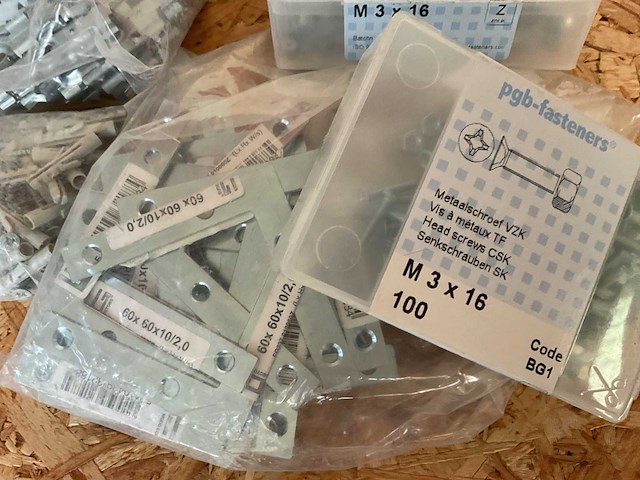 M 3 x 16
Z
pgb-fasteners®
Metaalschroef VZK
Vis à métaux TF
Head screws CSK
Senkschrauben SK
M 3 x 16
100
Code
BG1
60x 60x10/2,0
60x 60x10/2,0
60x 60x10/2,